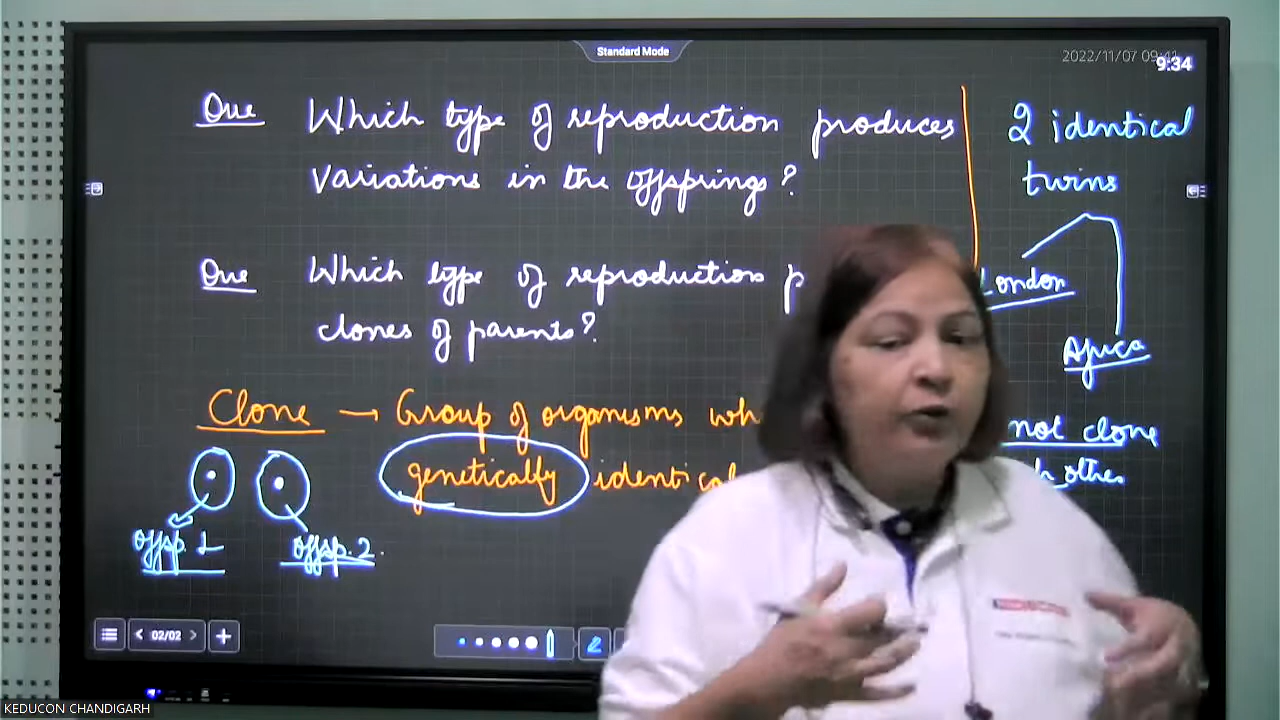 Standard Mode
2022/11/07 09:41
9:34
Que Which type of reproduction produces
variations in the offsprings?
Que Which type of reproduction p
clones of parents?
Clone → Group of organisms wh
genetically identical
offsp. 1
offsp. 2.
2 identical
twins
London
Africa
not clone
other
02/02
KEDUCON CHANDIGARH